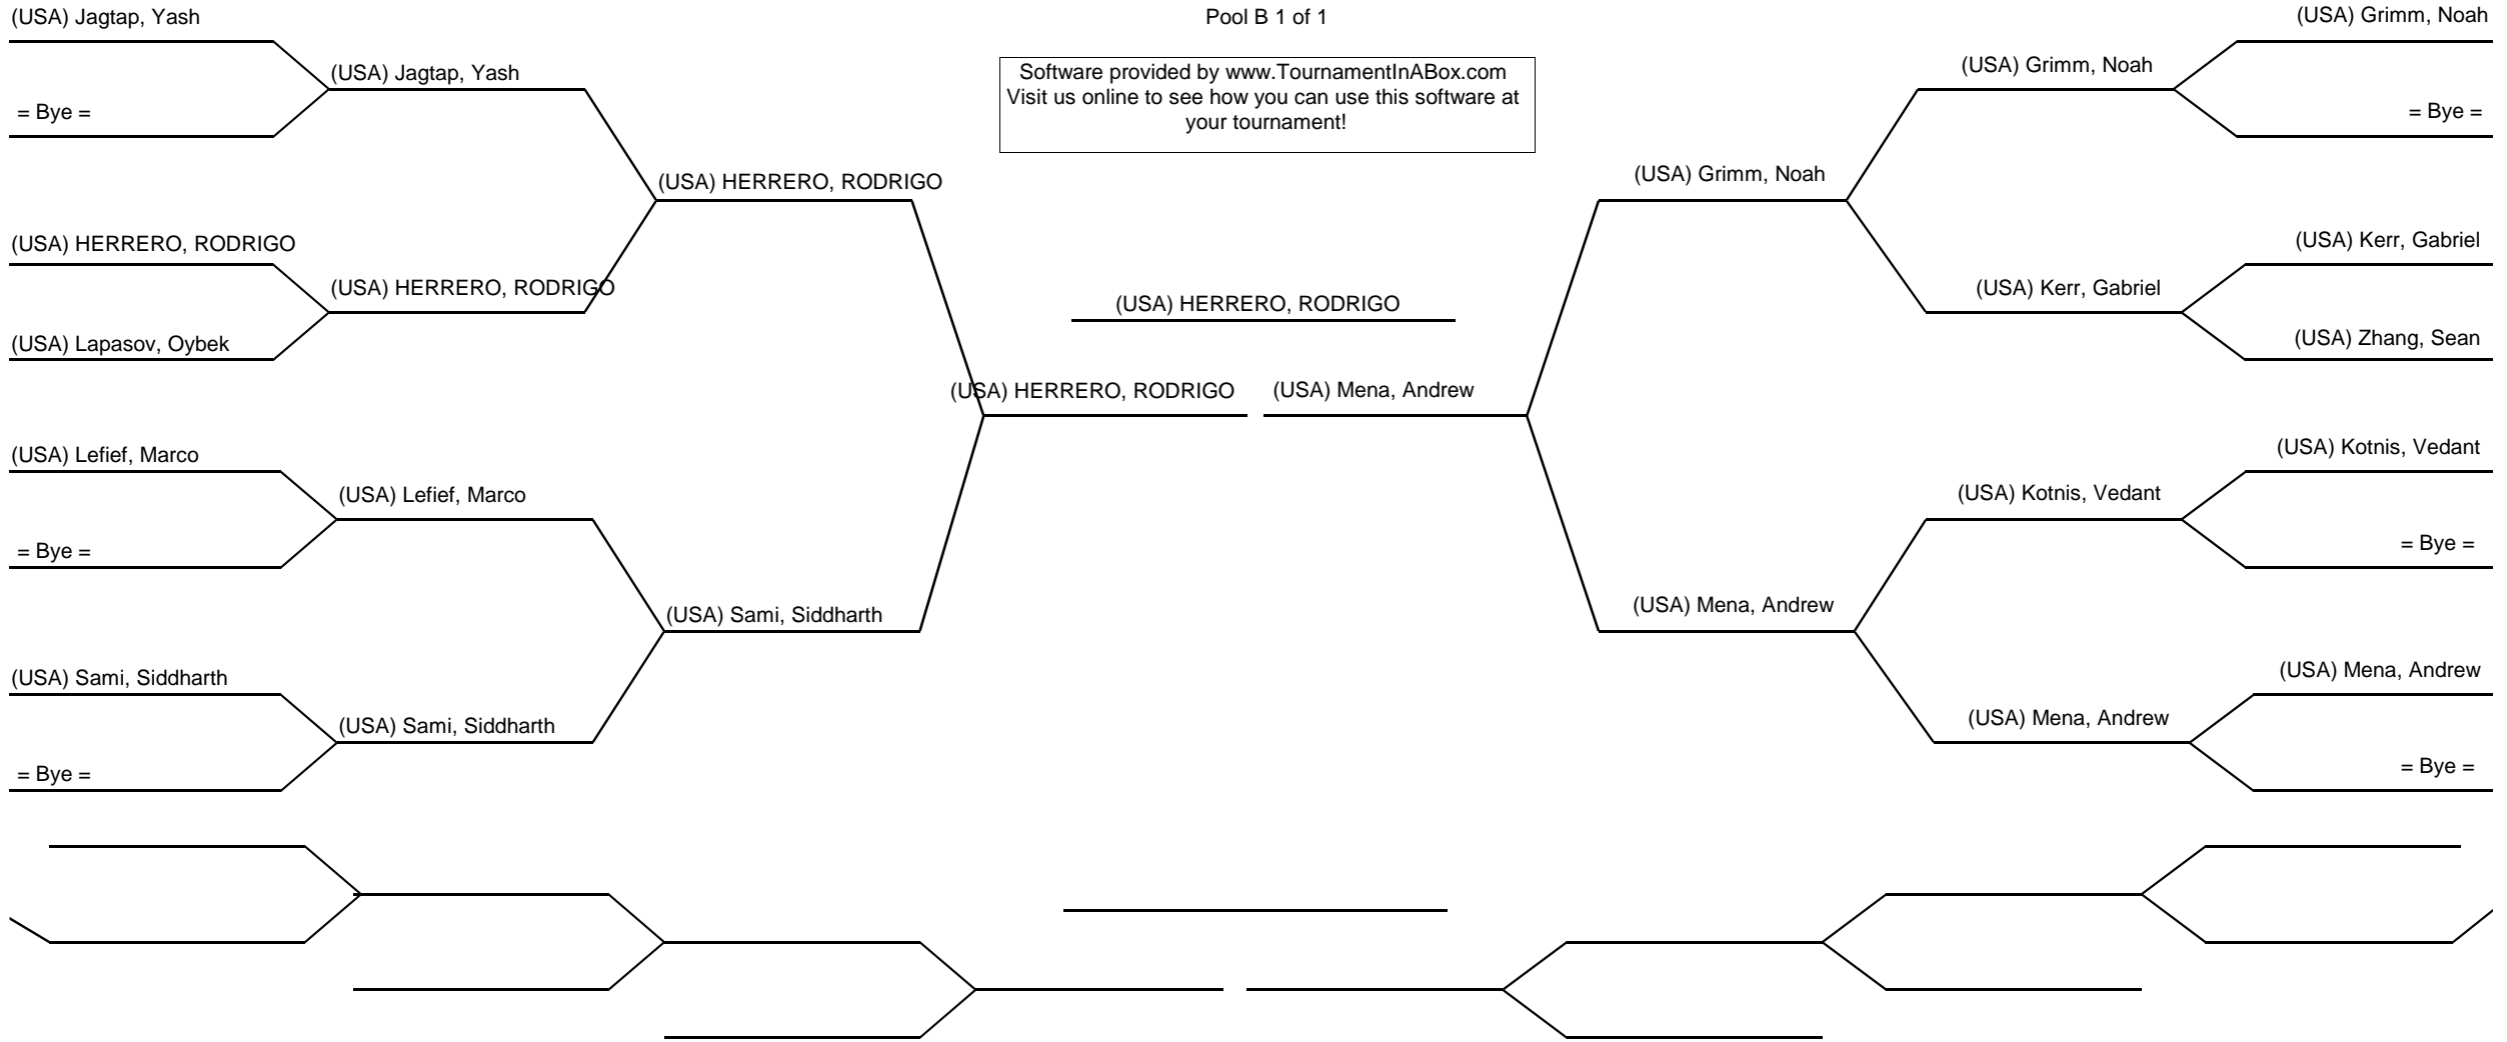 (USA) Jagtap, Yash
= Bye =
(USA) HERRERO, RODRIGO
(USA) Lapasov, Oybek
(USA) Lefief, Marco
= Bye =
(USA) Sami, Siddharth
= Bye =
(USA) Jagtap, Yash
(USA) HERRERO, RODRIGO
(USA) Lefief, Marco
(USA) Sami, Siddharth
(USA) HERRERO, RODRIGO
(USA) Sami, Siddharth
Pool B 1 of 1
Software provided by www.TournamentInABox.com
Visit us online to see how you can use this software at
your tournament!
(USA) HERRERO, RODRIGO
(USA) HERRERO, RODRIGO
(USA) Mena, Andrew
(USA) Grimm, Noah
(USA) Mena, Andrew
(USA) Grimm, Noah
(USA) Kerr, Gabriel
(USA) Kotnis, Vedant
(USA) Mena, Andrew
(USA) Grimm, Noah
= Bye =
(USA) Kerr, Gabriel
(USA) Zhang, Sean
(USA) Kotnis, Vedant
= Bye =
(USA) Mena, Andrew
= Bye =